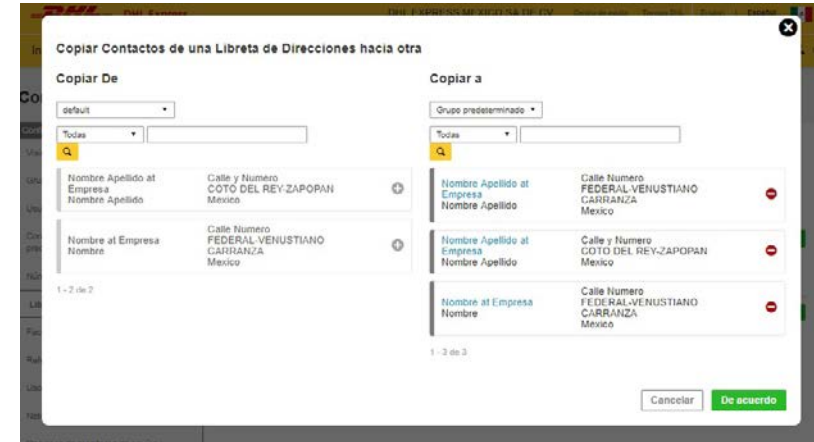 DHL Express
DHL EXPRESS MEXICO SA DE CV
Español
Copiar Contactos de una Libreta de Direcciones hacia otra
Copiar De
default
Todas
Nombre Apellido at
Empresa
Nombre Apellido
Calle y Numero
COTO DEL REY-ZAPOPAN
Mexico
Nombre at Empresa
Nombre
Calle Numero
FEDERAL-VENUSTIANO
CARRANZA
Mexico
1 - 2 de 2
Copiar a
Grupo predeterminado
Todas
Nombre Apellido at
Empresa
Nombre Apellido
Calle Numero
FEDERAL-VENUSTIANO
CARRANZA
Mexico
Nombre Apellido at
Empresa
Nombre Apellido
Calle y Numero
COTO DEL REY-ZAPOPAN
Mexico
Nombre at Empresa
Nombre
Calle Numero
FEDERAL-VENUSTIANO
CARRANZA
Mexico
1 - 3 de 3
Cancelar
De acuerdo